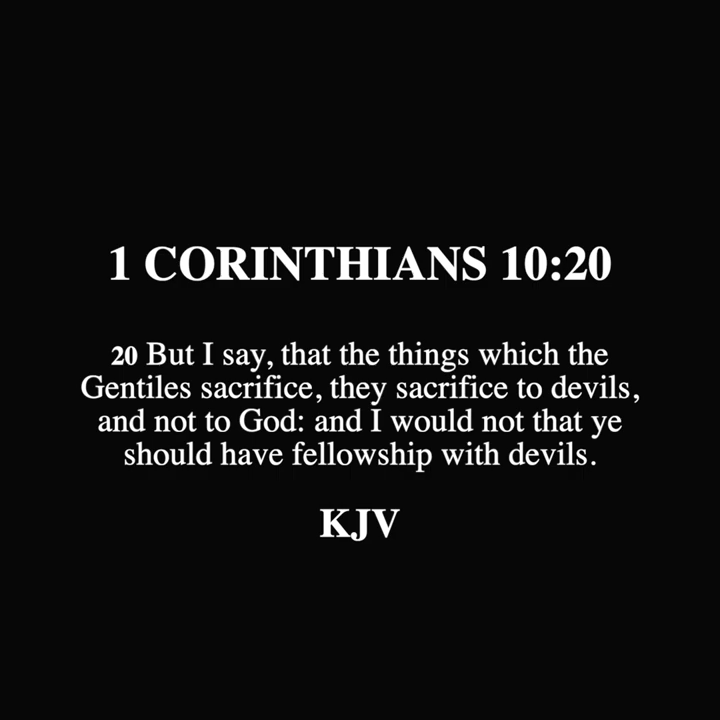 1 CORINTHIANS 10:20
20 But I say, that the things which the
Gentiles sacrifice, they sacrifice to devils,
and not to God: and I would not that ye
should have fellowship with devils.
KJV